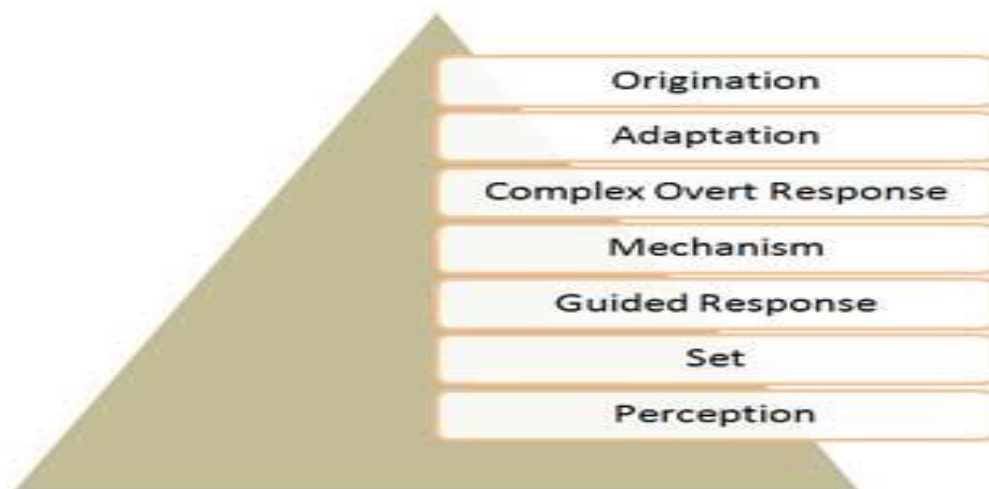 Origination
Adaptation
Complex Overt Response
Mechanism
Guided Response
Set
Perception